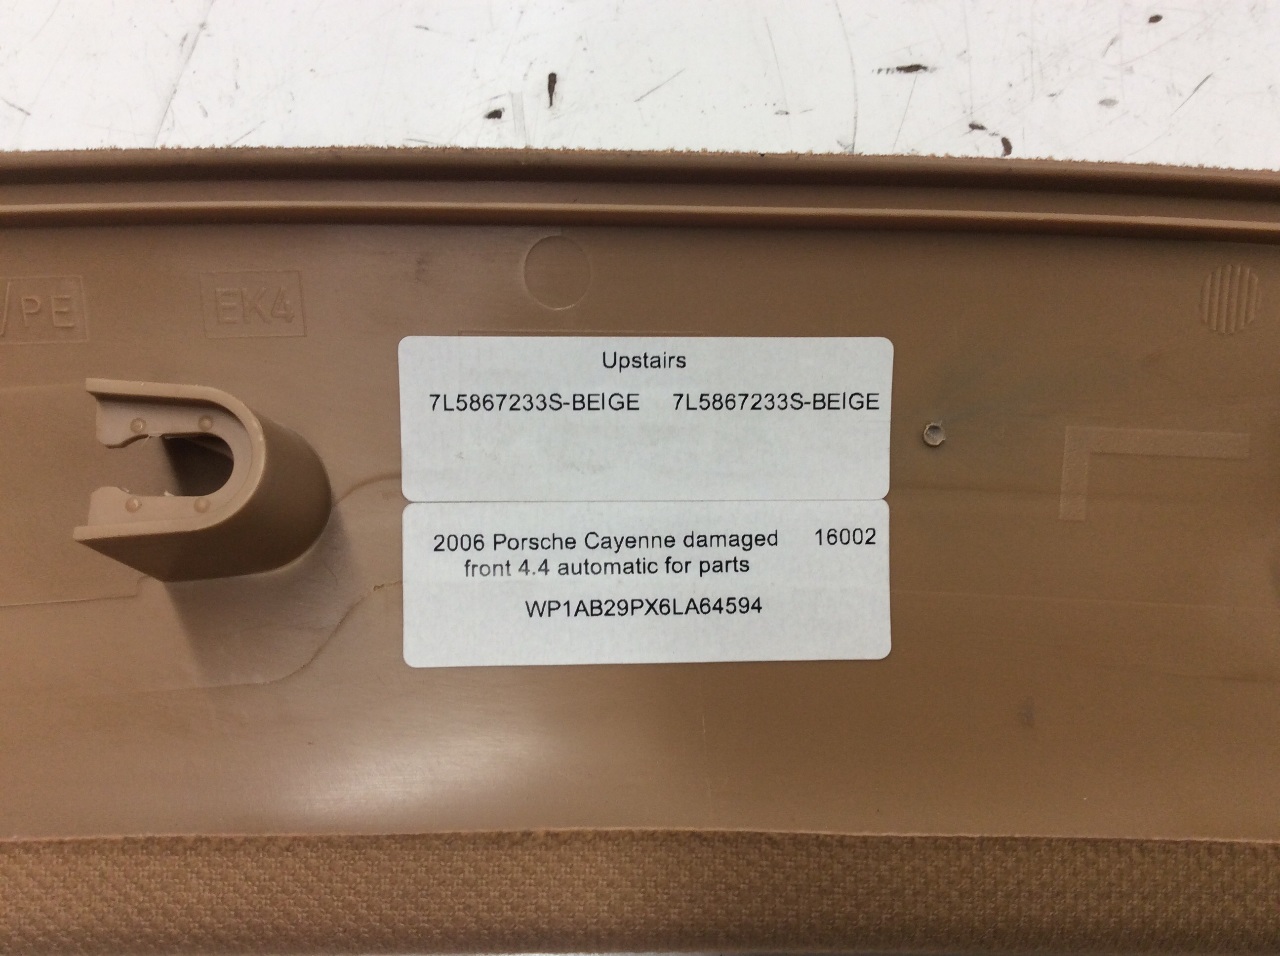 /PE
EK4
Upstairs
7L5867233S-BEIGE 7L5867233S-BEIGE
2006 Porsche Cayenne damaged 16002
front 4.4 automatic for parts
WP1AB29PX6LA64594
L